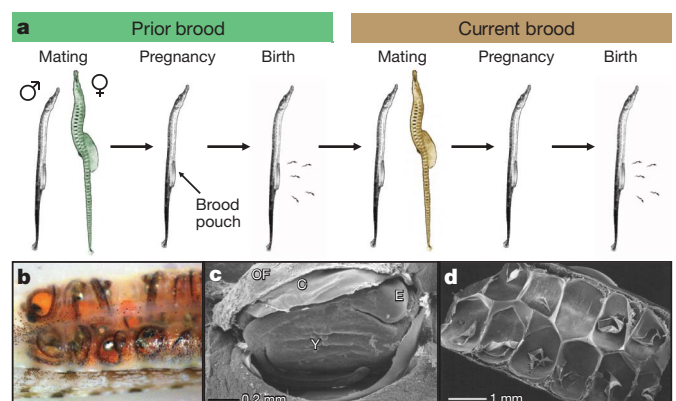 a
Prior brood
Current brood
Mating
Pregnancy
Birth
Mating
Pregnancy
Birth
♂
♀
Brood
pouch
b
c
OF
C
E
Y
0.2 mm
d
1 mm